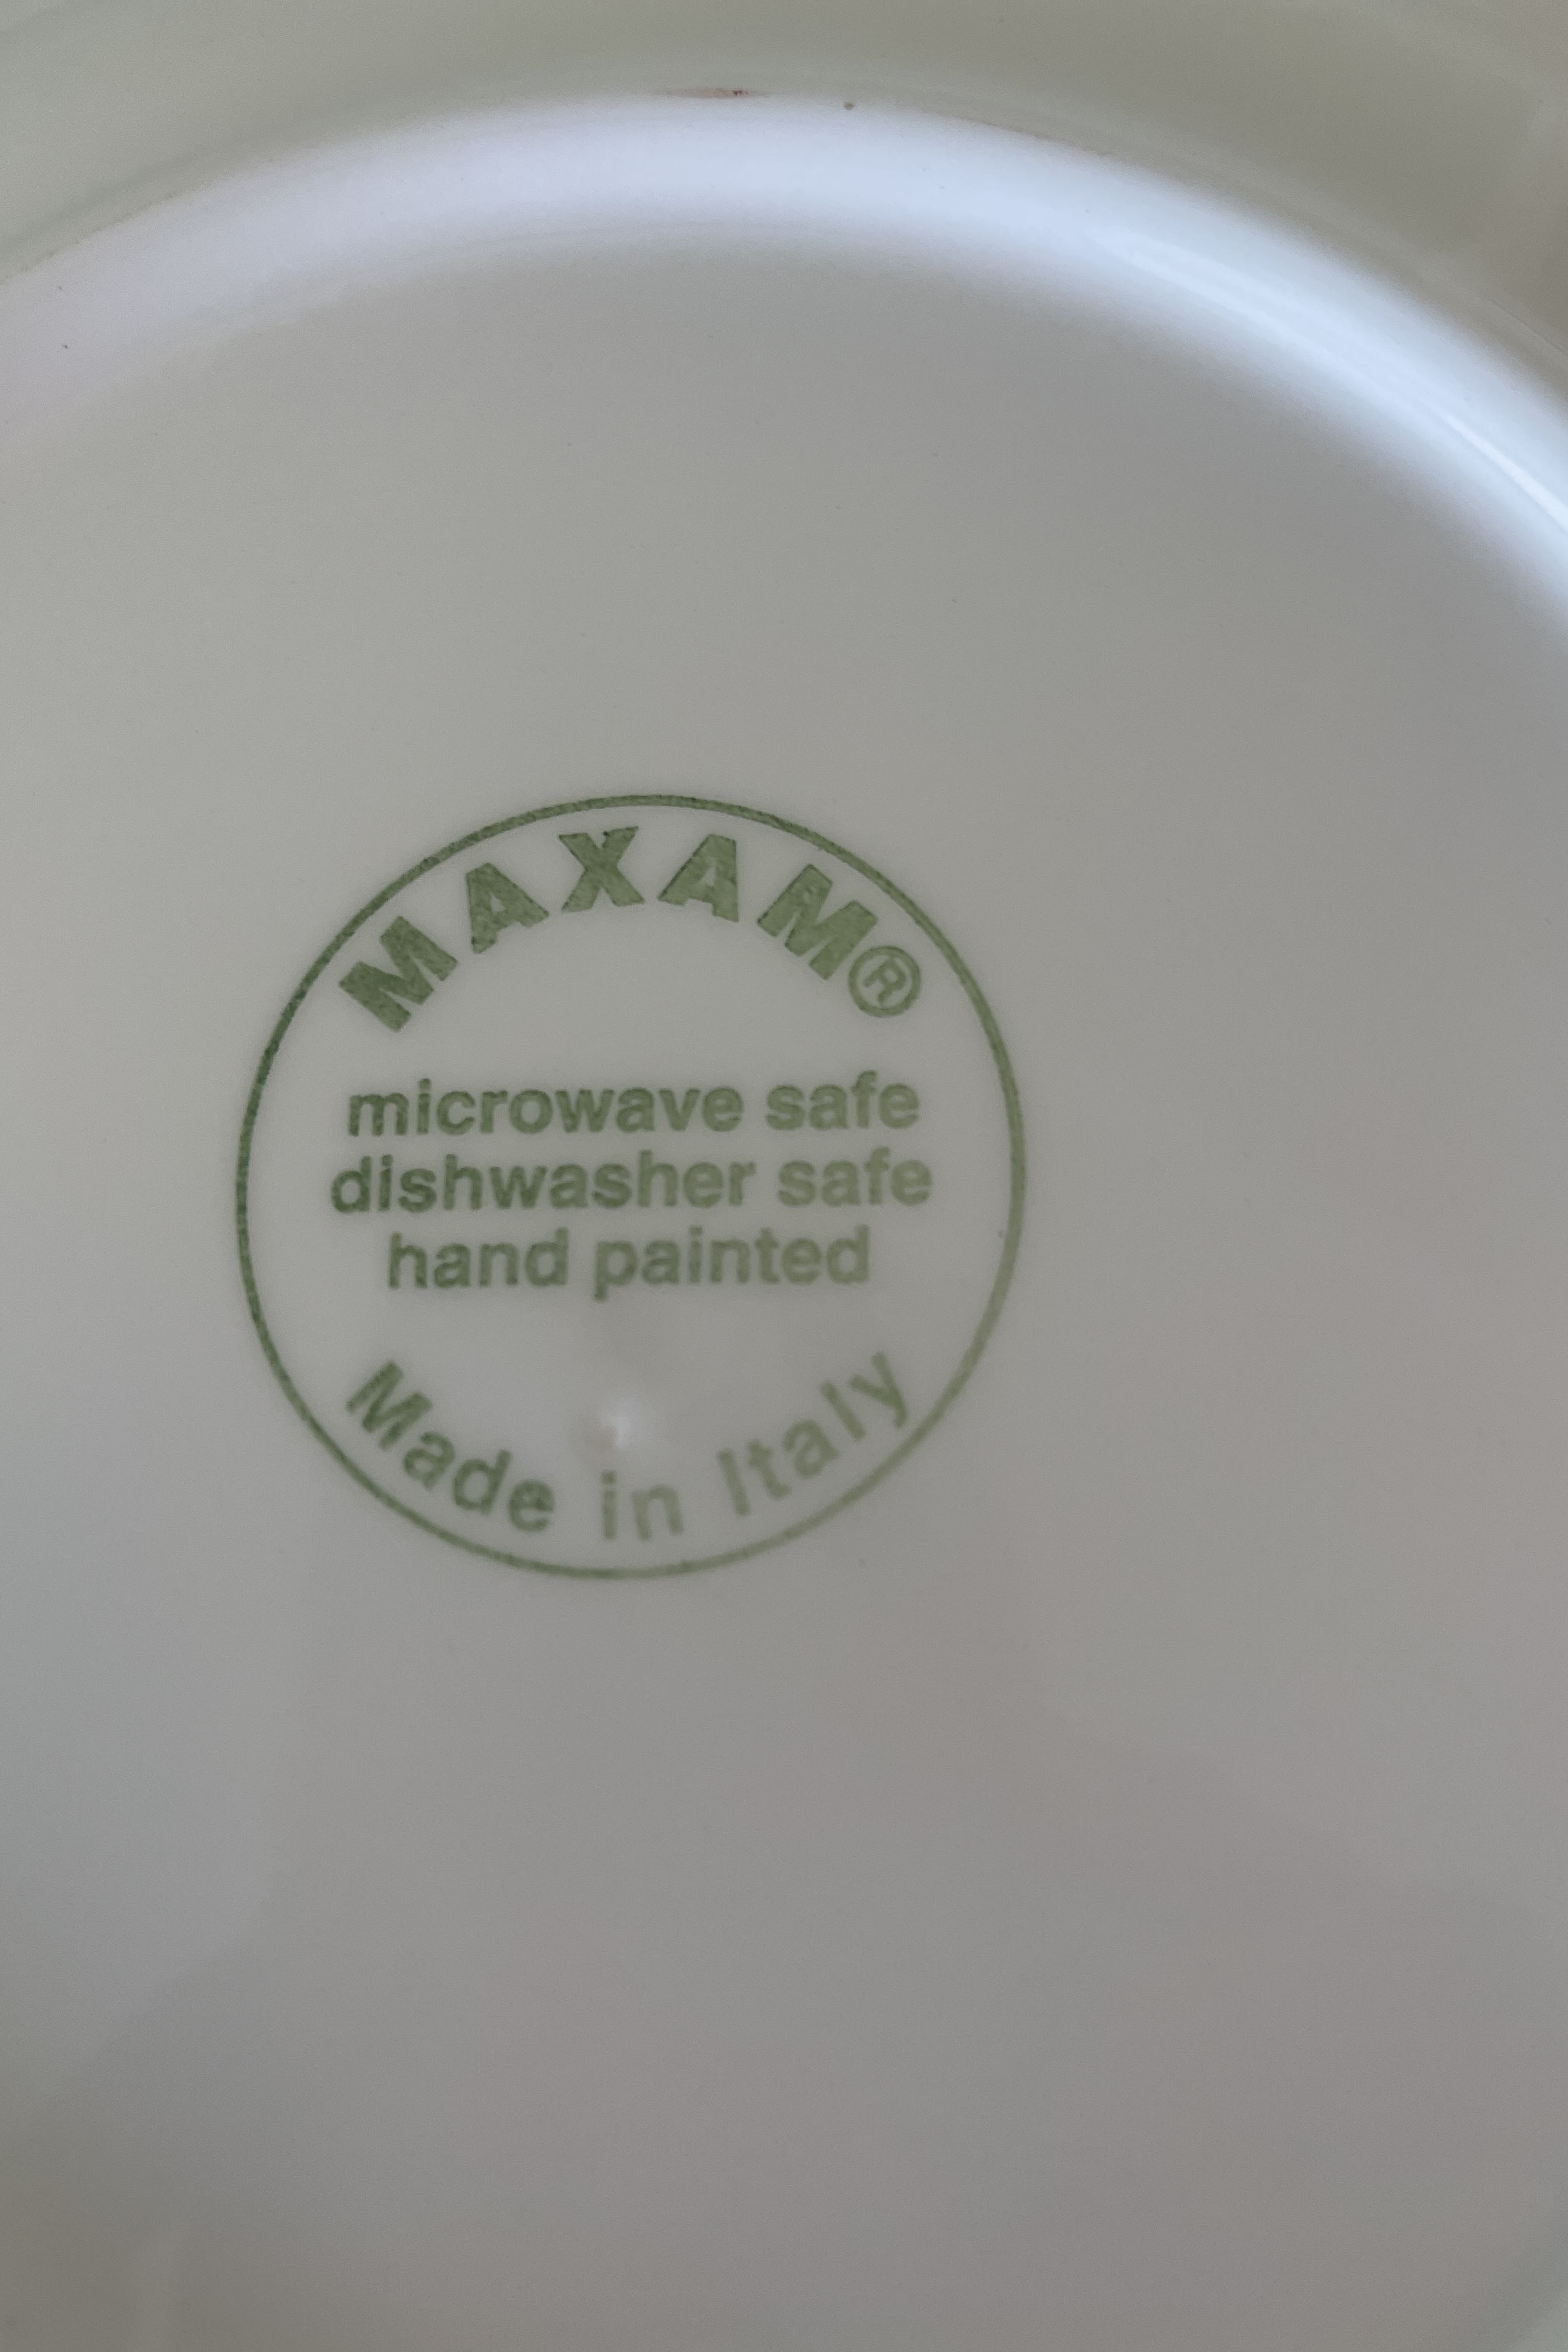 MAXAM®
microwave safe
dishwasher safe
hand painted
Made in Italy